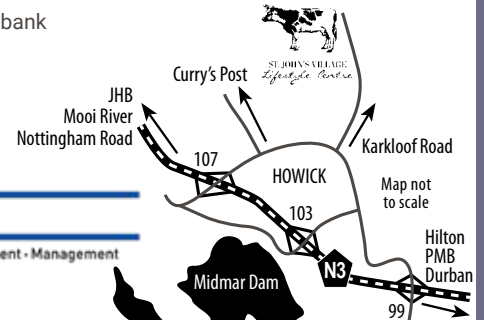 bank
ST. JOHN'S VILLAGE
Lifestyle Centre
Curry's Post
JHB
Mooi River
Nottingham Road
Karkloof Road
107
HOWICK
Map not
to scale
103
Hilton
PMB
Durban
ent • Management
N3
Midmar Dam
99